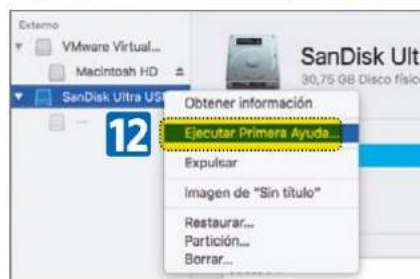 Externo
VMware Virtual...
Macintosh HD
SanDisk Ultra US
SanDisk Ult
30,75 GB Disco físic
12
Obtener información
Ejecutar Primera Ayuda...
Expulsar
Imagen de "Sin título"
Restaurar...
Partición...
Borrar...